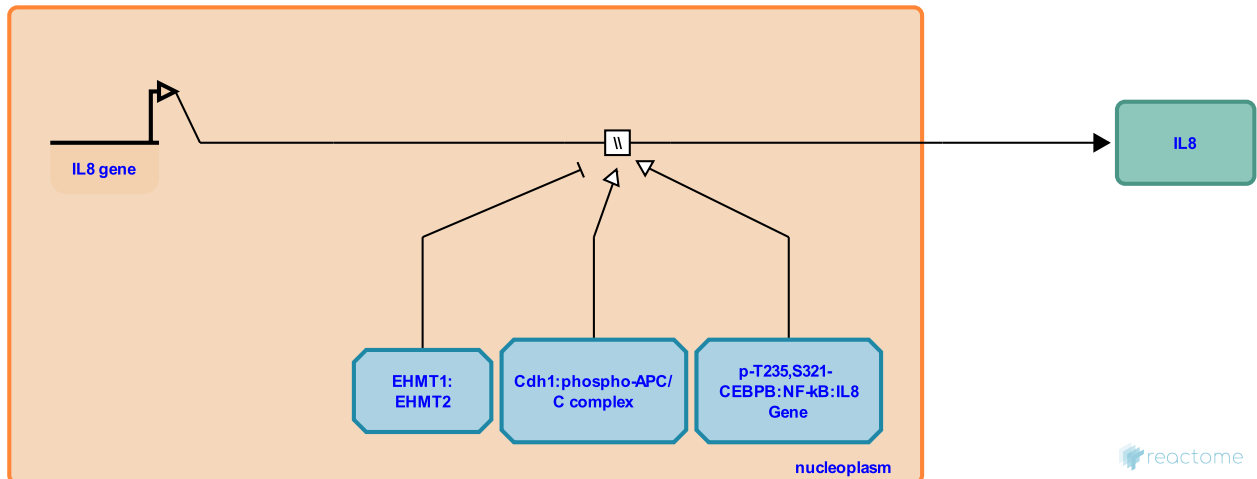 IL8 gene
\\
IL8
EHMT1:
EHMT2
Cdh1:phospho-APC/
C complex
p-T235,S321-
CEBPB:NF-kB:IL8
Gene
nucleoplasm
reactome